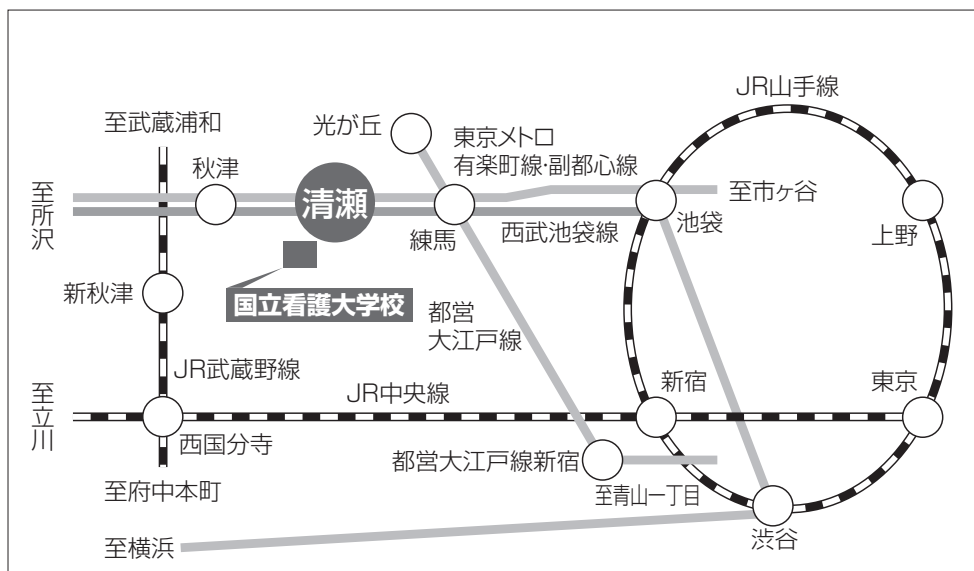 JR山手線
至武蔵浦和
光が丘
東京メトロ
有楽町線・副都心線
秋津
清瀬
至所沢
練馬
西武池袋線
池袋
至市ヶ谷
上野
新秋津
国立看護大学校
都営
大江戸線
JR武蔵野線
JR中央線
新宿
東京
至立川
西国分寺
都営大江戸線新宿
至青山一丁目
至府中本町
渋谷
至横浜